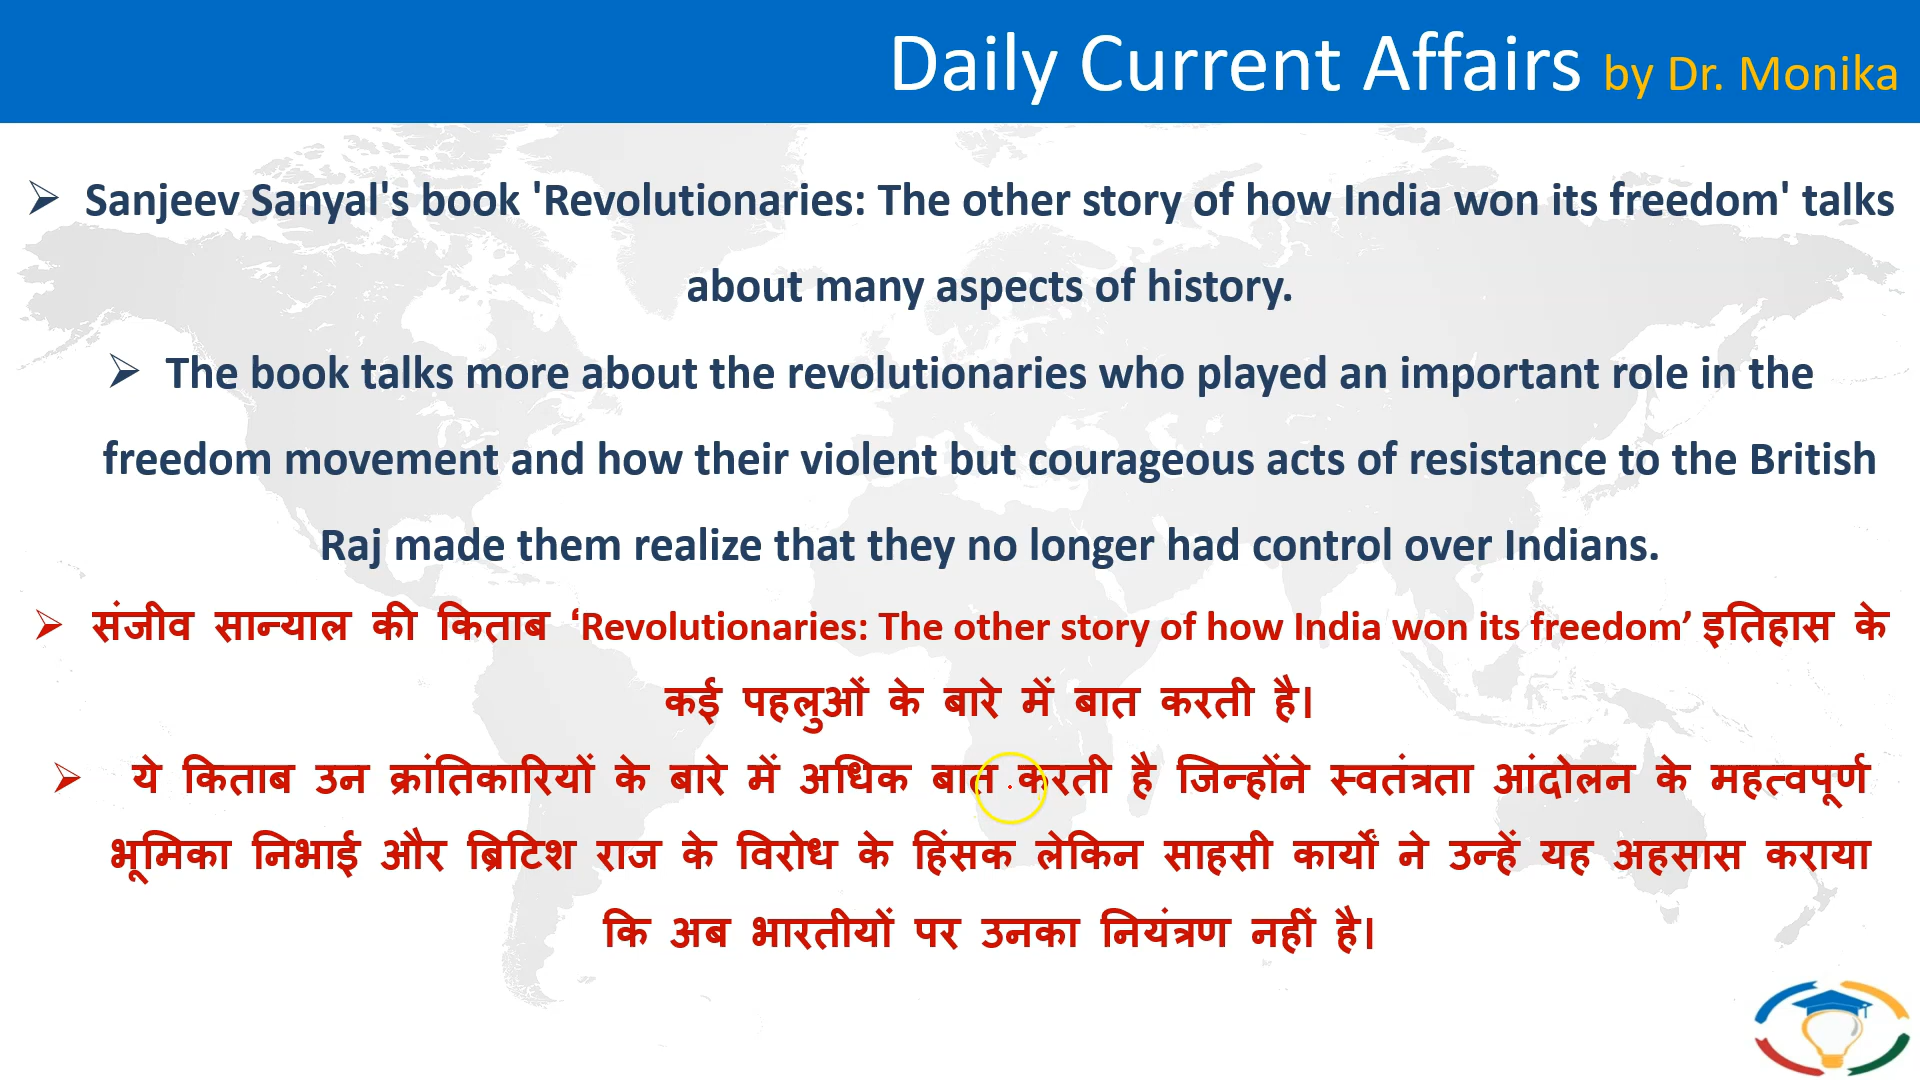 Daily Current Affairs by Dr. Monika
➢ Sanjeev Sanyal's book 'Revolutionaries: The other story of how India won its freedom' talks
about many aspects of history.
➢ The book talks more about the revolutionaries who played an important role in the
freedom movement and how their violent but courageous acts of resistance to the British
Raj made them realize that they no longer had control over Indians.
➢ संजीव सान्याल की किताब ‘Revolutionaries: The other story of how India won its freedom’ इतिहास के
कई पहलुओं के बारे में बात करती है।
➢ ये किताब उन क्रांतिकारियों के बारे में अधिक बात करती है जिन्होंने स्वतंत्रता आंदोलन के महत्वपूर्ण
भूमिका निभाई और ब्रिटिश राज के विरोध के हिंसक लेकिन साहसी कार्यों ने उन्हें यह अहसास कराया
कि अब भारतीयों पर उनका नियंत्रण नहीं है।